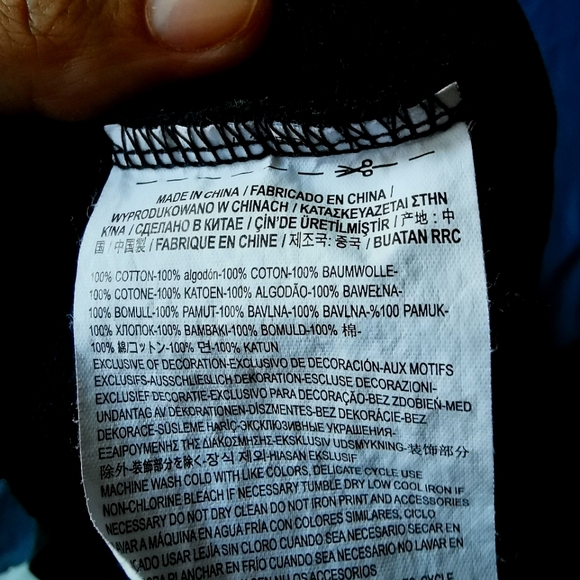 MADE IN CHINA / FABRICADO EN CHINA /
WYPRODUKOWANO W CHINACH / ΚΑΤΑΣΚΕΥΑΖΕΤΑΙ ΣΤΗΝ
ΚΙΝΑ / СДЕЛАНО В КИТАЕ / ÇİN'DE ÜRETİLMİŞTİR / 产地: 中
国 / 中国製 / FABRIQUE EN CHINE / 제조국: 중국 / BUATAN RRC
100% COTTON-100% algodón-100% COTON-100% BAUMWOLLE-
100% COTONE-100% KATOEN-100% ALGODÃO-100% BAWEŁNA-
100% BOMULL-100% PAMUT-100% BAVLNA-100% BAVLNA-%100 PAMUK-
100% ХЛОПОК-100% ΒΑΜΒΑΚΙ-100% BOMULD-100% 棉-
100% 綿/コットン-100% 면-100% KATUN
EXCLUSIVE OF DECORATION-EXCLUSIVO DE DECORACIÓN-AUX MOTIFS
EXCLUSIFS-AUSSCHLIEßLICH DEKORATION-ESCLUSE DECORAZIONI-
EXCLUSIEF DECORATIE-EXCLUSIVO PARA DECORAÇÃO-BEZ ZDOBIEŃ-MED
UNDANTAG AV DEKORATIONEN-DÍSZMENTES-BEZ DEKORÁCIE-BEZ
DEKORACE-SÜSLEME HARİÇ-ЭКСКЛЮЗИВНЫЕ УКРАШЕНИЯ-
ΕΞΑΙΡΟΥΜΕΝΗΣ ΤΗΣ ΔΙΑΚΟΣΜΗΣΗΣ-EKSKLUSIV UDSMYKNING-装饰部分
除外-装飾部分を除く-장식 제외-HIASAN EKSLUSIF
MACHINE WASH COLD WITH LIKE COLORS, DELICATE CYCLE USE
NON-CHLORINE BLEACH IF NECESSARY TUMBLE DRY LOW COOL IRON IF
NECESSARY DO NOT DRY CLEAN DO NOT IRON PRINT AND ACCESSORIES
LAVAR A MÁQUINA EN AGUA FRÍA CON COLORES SIMILARES, CICLO
USAR LEJÍA SIN CLORO CUANDO SEA NECESARIO SECAR EN
PLANCHA EN FRÍO CUANDO SEA NECESARIO NO LAVAR EN
NI LOS ACCESORIOS
CYCLE